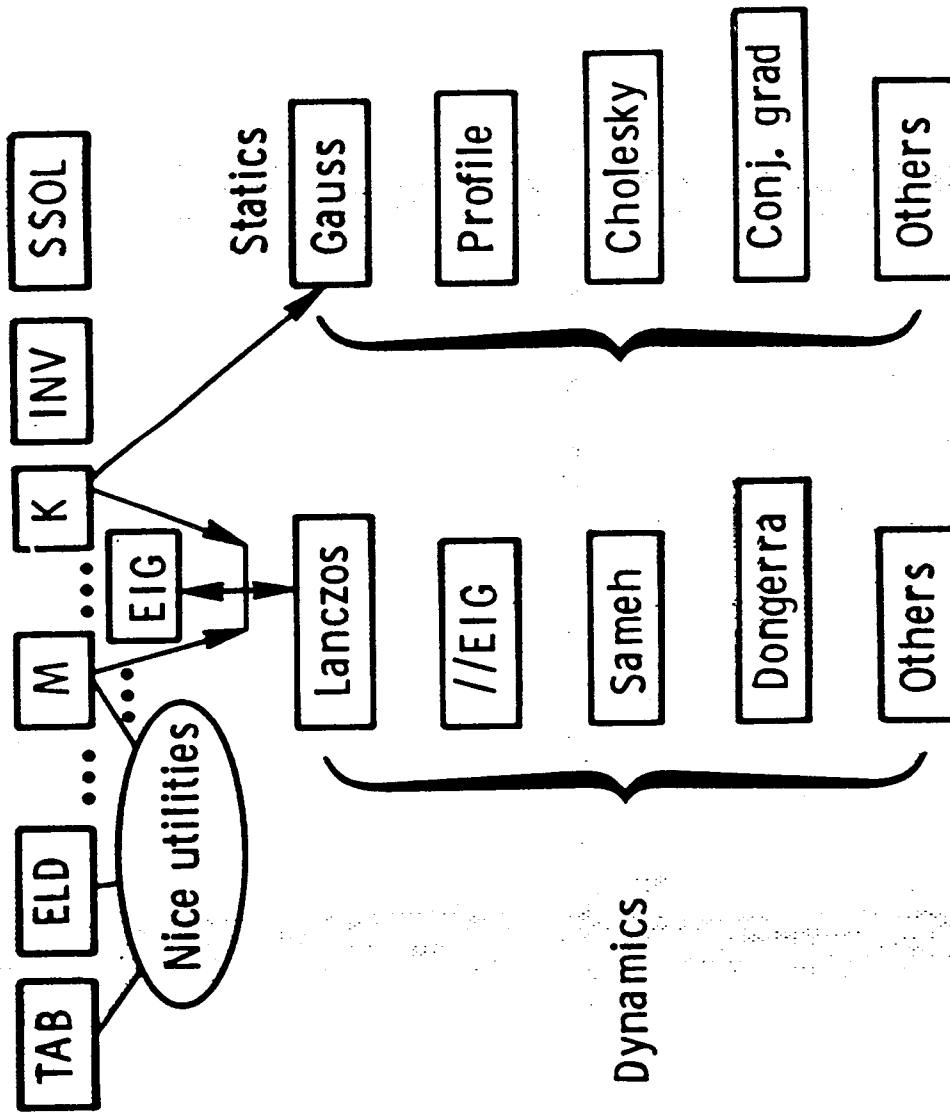 TAB
ELD
...
M
...
K
INV
SSOL
Nice utilities
...
EIG
Statics
Lanczos
Gauss
//EIG
Profile
Sameh
Cholesky
Dynamics
Dongerra
Conj. grad
Others
Others